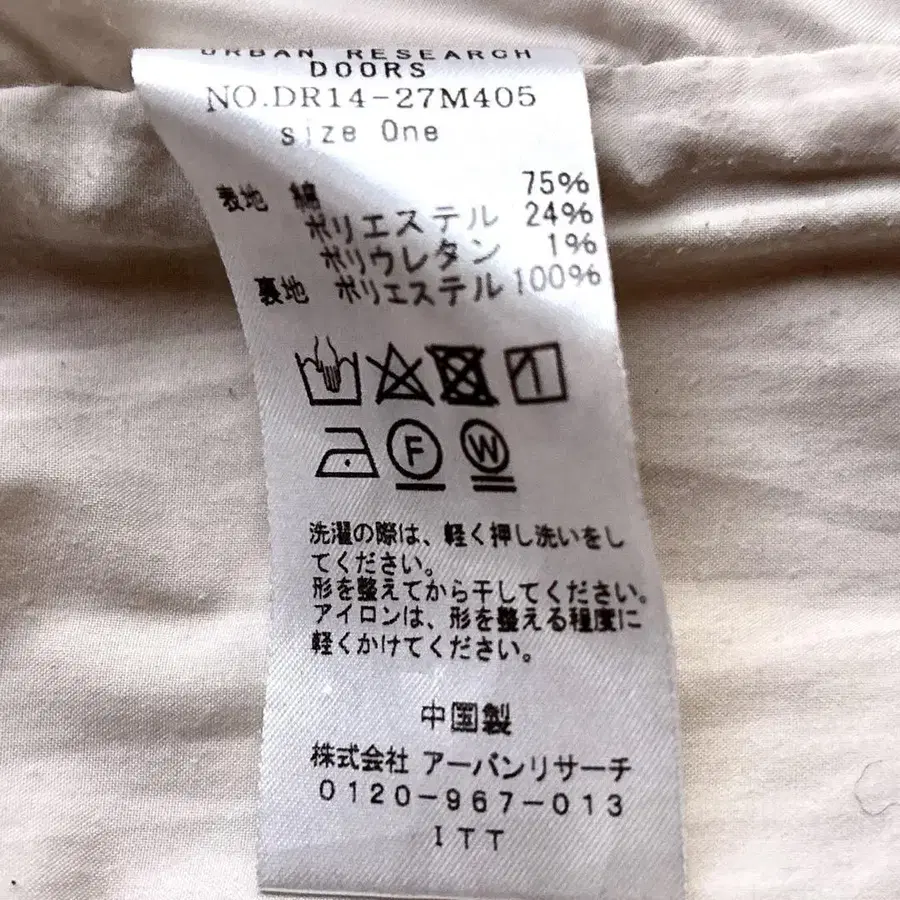 URBAN RESEARCH
DOORS
NO.DR14-27M405
size One
表地 綿 75%
ポリエステル 24%
ポリウレタン 1%
裏地 ポリエステル 100%
F W
洗濯の際は、軽く押し洗いをし
てください。
形を整えてから干してください。
アイロンは、形を整える程度に
軽くかけてください。
中国製
株式会社 アーバンリサーチ
0120-967-013
ITT